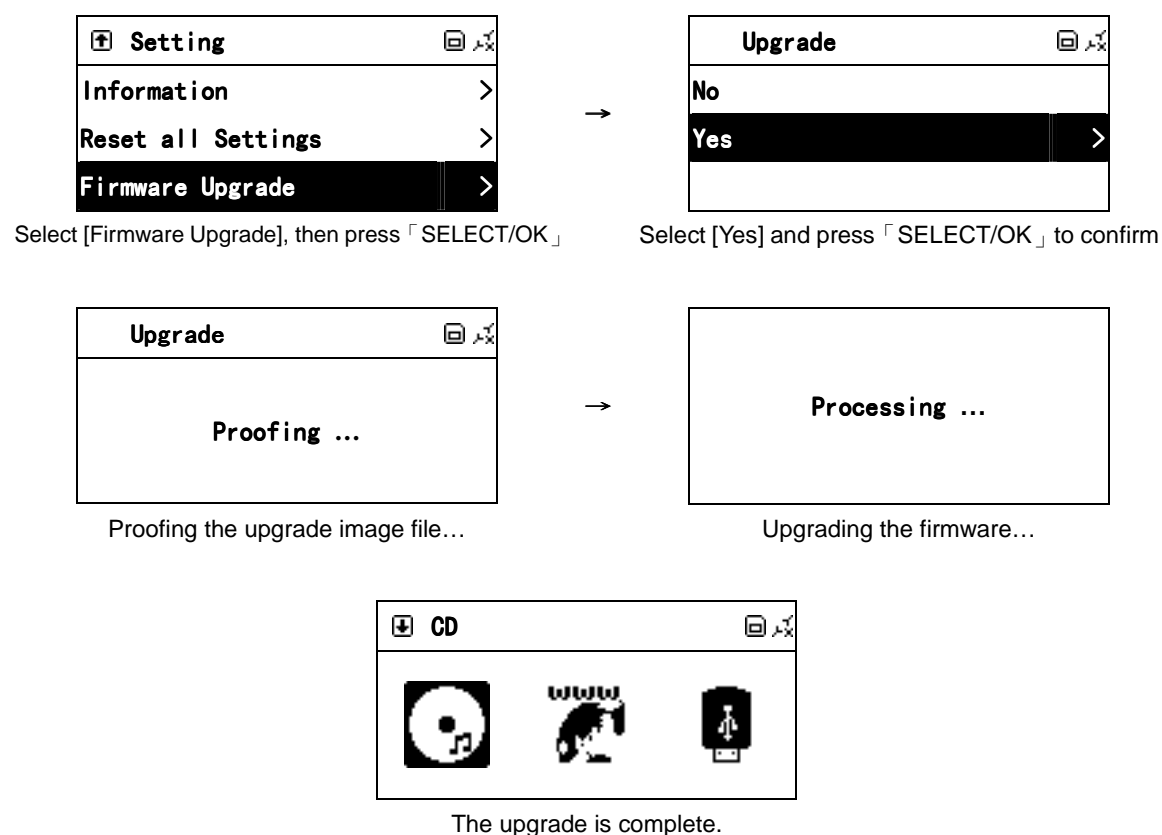 Setting
Upgrade
Information >
No
→
Reset all Settings >
Yes >
Firmware Upgrade >
Select [Firmware Upgrade], then press「SELECT/OK」
Select [Yes] and press「SELECT/OK」to confirm
Upgrade
Proofing ...
→
Processing ...
Proofing the upgrade image file…
Upgrading the firmware…
CD
WWW
The upgrade is complete.